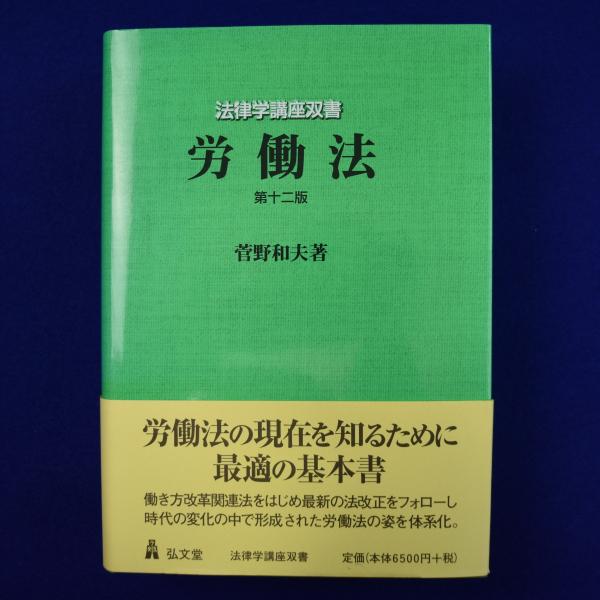 法律学講座双書
労働法
第十二版
菅野和夫著
労働法の現在を知るために
最適の基本書
働き方改革関連法をはじめ最新の法改正をフォローし
時代の変化の中で形成された労働法の姿を体系化。
弘文堂 法律学講座双書 定価(本体6500円+税)